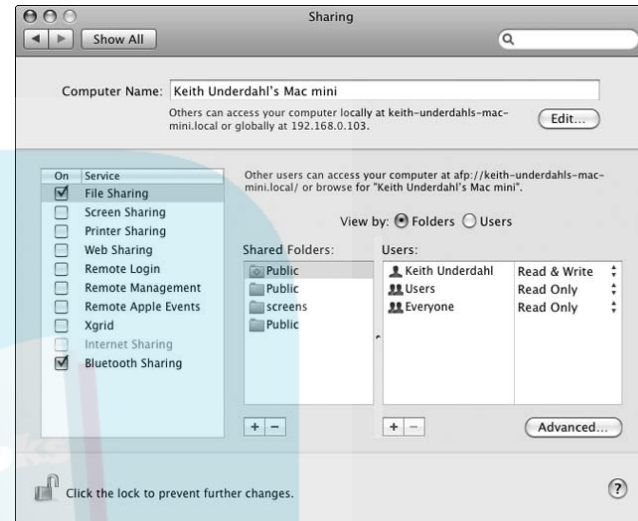 Sharing
Show All
Computer Name: Keith Underdahl's Mac mini
Others can access your computer locally at keith-underdahls-mac-
mini.local or globally at 192.168.0.103.
Edit...
On Service
File Sharing
Screen Sharing
Printer Sharing
Web Sharing
Remote Login
Remote Management
Remote Apple Events
Xgrid
Internet Sharing
Bluetooth Sharing
Other users can access your computer at afp://keith-underdahls-mac-
mini.local/ or browse for "Keith Underdahl's Mac mini".
View by: Folders Users
Shared Folders:
Public
Public
screens
Public
Users:
Keith Underdahl Read & Write
Users Read Only
Everyone Read Only
+ -
+ -
Advanced...
Click the lock to prevent further changes.
?